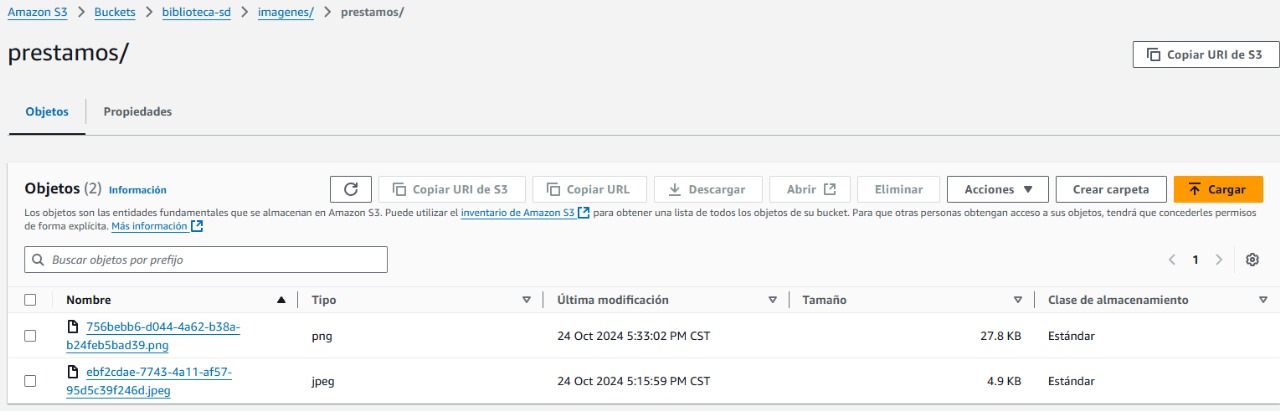 Amazon S3 > Buckets > biblioteca-sd > imagenes/ > prestamos/
prestamos/
Copiar URI de S3
Objetos
Propiedades
Objetos (2) Información
Copiar URI de S3
Copiar URL
Descargar
Abrir
Eliminar
Acciones
Crear carpeta
Cargar
Los objetos son las entidades fundamentales que se almacenan en Amazon S3. Puede utilizar el inventario de Amazon S3 para obtener una lista de todos los objetos de su bucket. Para que otras personas obtengan acceso a sus objetos, tendrá que concederles permisos
de forma explícita. Más información
Buscar objetos por prefijo
1
Nombre Tipo Última modificación Tamaño Clase de almacenamiento
756bebb6-d044-4a62-b38a-
b24feb5bad39.png
png 24 Oct 2024 5:33:02 PM CST 27.8 KB Estándar
ebf2cdae-7743-4a11-af57-
95d5c39f246d.jpeg
jpeg 24 Oct 2024 5:15:59 PM CST 4.9 KB Estándar